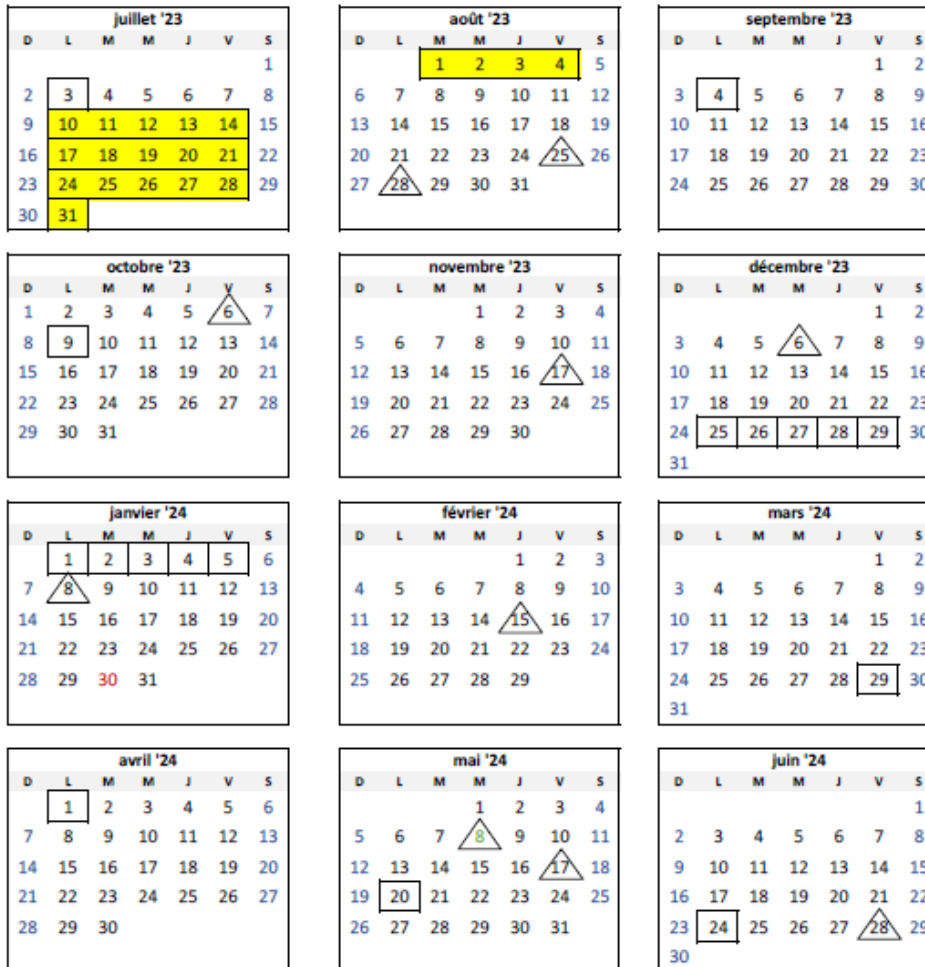 juillet '23
D L M M J V S
1
2 3 4 5 6 7 8
9 10 11 12 13 14 15
16 17 18 19 20 21 22
23 24 25 26 27 28 29
30 31
août '23
D L M M J V S
1 2 3 4 5
6 7 8 9 10 11 12
13 14 15 16 17 18 19
20 21 22 23 24 25 26
27 28 29 30 31
septembre '23
D L M M J V S
1 2
3 4 5 6 7 8 9
10 11 12 13 14 15 16
17 18 19 20 21 22 23
24 25 26 27 28 29 30
octobre '23
D L M M J V S
1 2 3 4 5 6 7
8 9 10 11 12 13 14
15 16 17 18 19 20 21
22 23 24 25 26 27 28
29 30 31
novembre '23
D L M M J V S
1 2 3 4
5 6 7 8 9 10 11
12 13 14 15 16 17 18
19 20 21 22 23 24 25
26 27 28 29 30
décembre '23
D L M M J V S
1 2
3 4 5 6 7 8 9
10 11 12 13 14 15 16
17 18 19 20 21 22 23
24 25 26 27 28 29 30
31
janvier '24
D L M M J V S
1 2 3 4 5 6
7 8 9 10 11 12 13
14 15 16 17 18 19 20
21 22 23 24 25 26 27
28 29 30 31
février '24
D L M M J V S
1 2 3
4 5 6 7 8 9 10
11 12 13 14 15 16 17
18 19 20 21 22 23 24
25 26 27 28 29
mars '24
D L M M J V S
1 2
3 4 5 6 7 8 9
10 11 12 13 14 15 16
17 18 19 20 21 22 23
24 25 26 27 28 29 30
31
avril '24
D L M M J V S
1 2 3 4 5 6
7 8 9 10 11 12 13
14 15 16 17 18 19 20
21 22 23 24 25 26 27
28 29 30
mai '24
D L M M J V S
1 2 3 4
5 6 7 8 9 10 11
12 13 14 15 16 17 18
19 20 21 22 23 24 25
26 27 28 29 30 31
juin '24
D L M M J V S
1
2 3 4 5 6 7 8
9 10 11 12 13 14 15
16 17 18 19 20 21 22
23 24 25 26 27 28 29
30